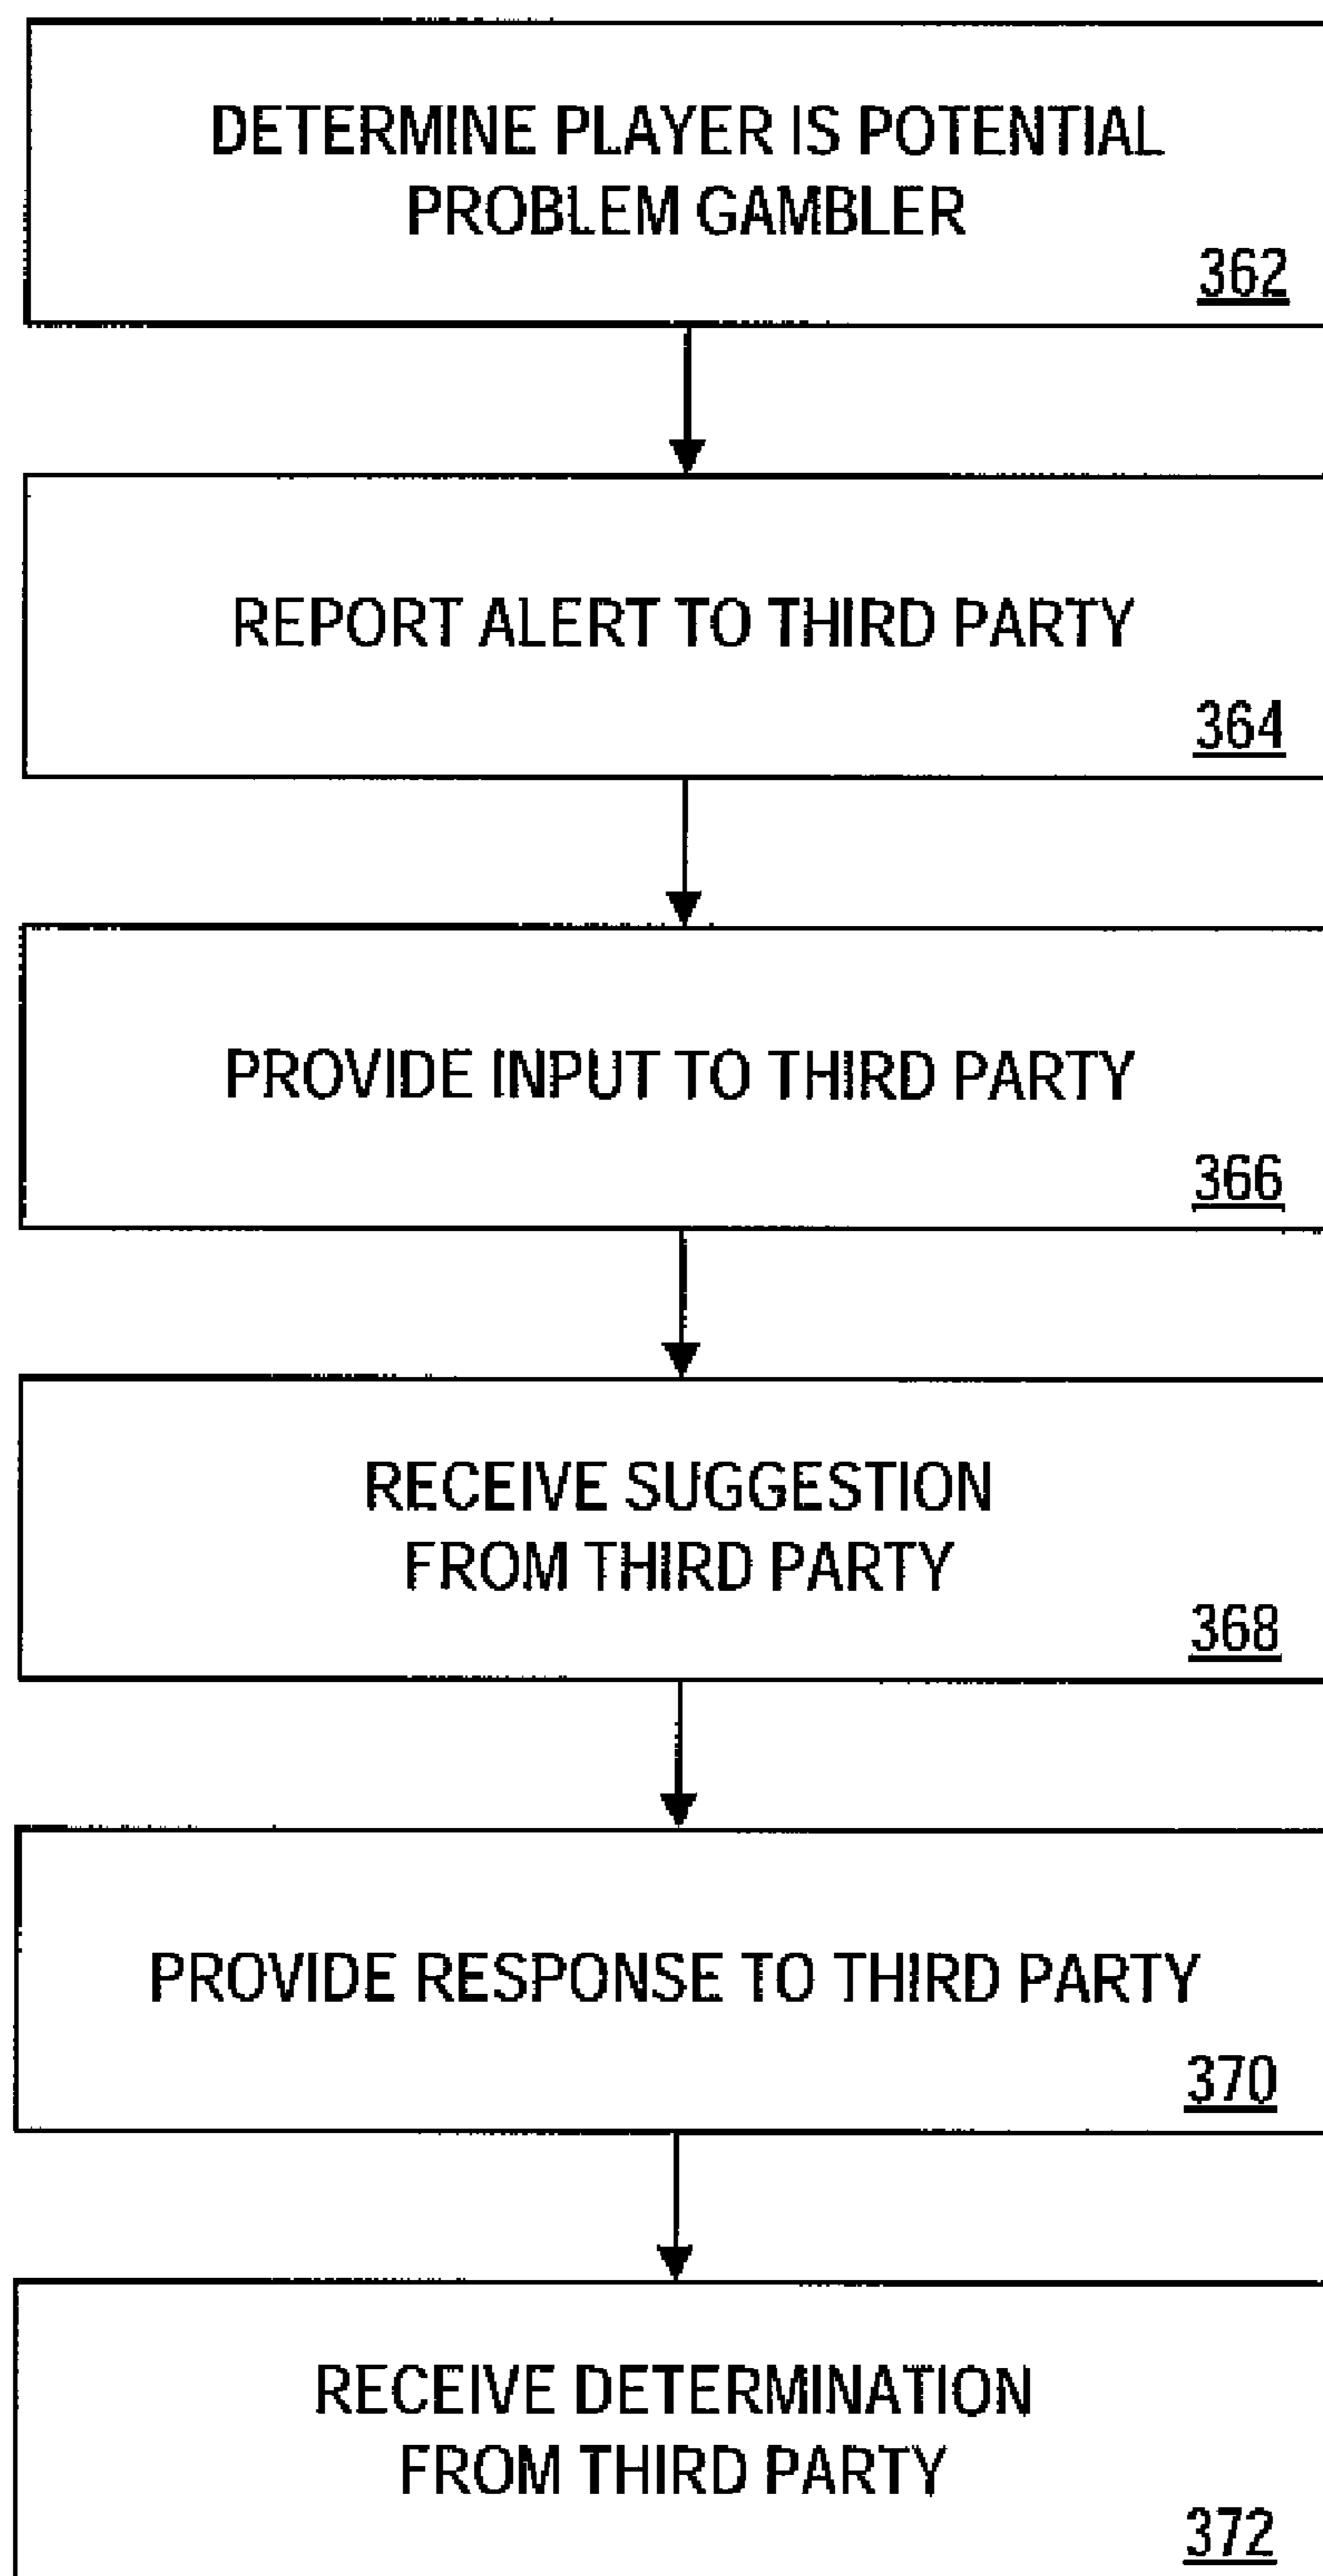 DETERMINE PLAYER IS POTENTIAL
PROBLEM GAMBLER
362
REPORT ALERT TO THIRD PARTY
364
PROVIDE INPUT TO THIRD PARTY
366
RECEIVE SUGGESTION
FROM THIRD PARTY
368
PROVIDE RESPONSE TO THIRD PARTY
370
RECEIVE DETERMINATION
FROM THIRD PARTY
372